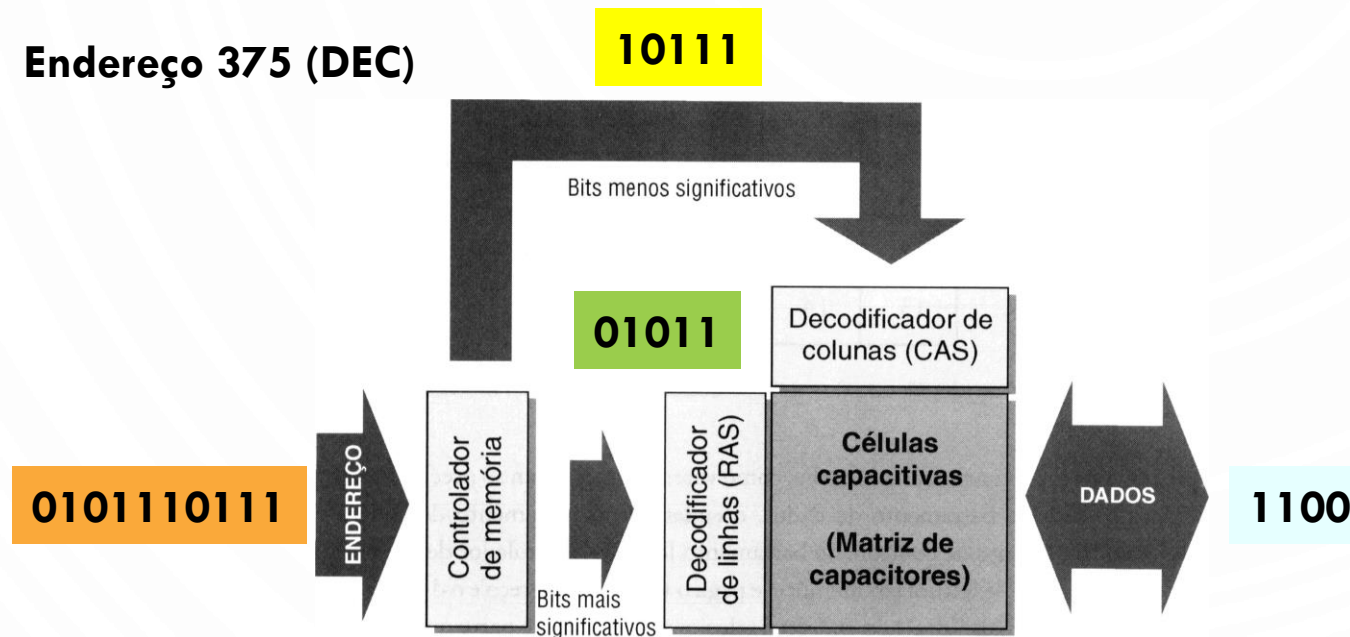 Endereço 375 (DEC)
10111
Bits menos significativos
01011
Decodificador de
colunas (CAS)
0101110111
ENDEREÇO
Controlador
de memória
Bits mais
significativos
Decodificador
de linhas RAS)
Células
capacitivas
(Matriz de
capacitores)
DADOS
1100